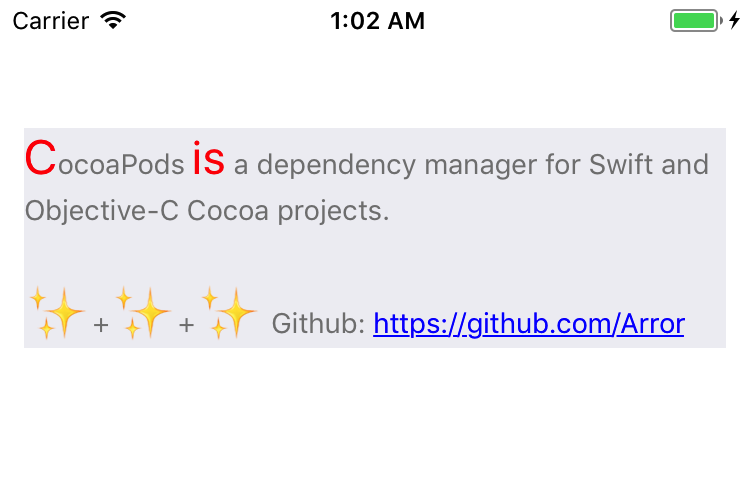 Carrier 1:02 AM
CocoaPods is a dependency manager for Swift and
Objective-C Cocoa projects.
✨ + ✨ + ✨ Github: https://github.com/Arror